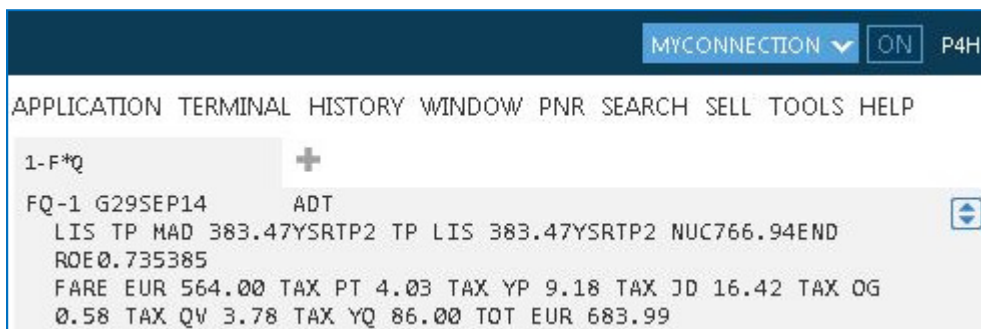 MYCONNECTION ON P4H
APPLICATION TERMINAL HISTORY WINDOW PNR SEARCH SELL TOOLS HELP
1-F*Q
FQ-1 G29SEP14 ADT
LIS TP MAD 383.47YSRTP2 TP LIS 383.47YSRTP2 NUC766.94END
ROE0.735385
FARE EUR 564.00 TAX PT 4.03 TAX YP 9.18 TAX JD 16.42 TAX OG
0.58 TAX QV 3.78 TAX YQ 86.00 TOT EUR 683.99